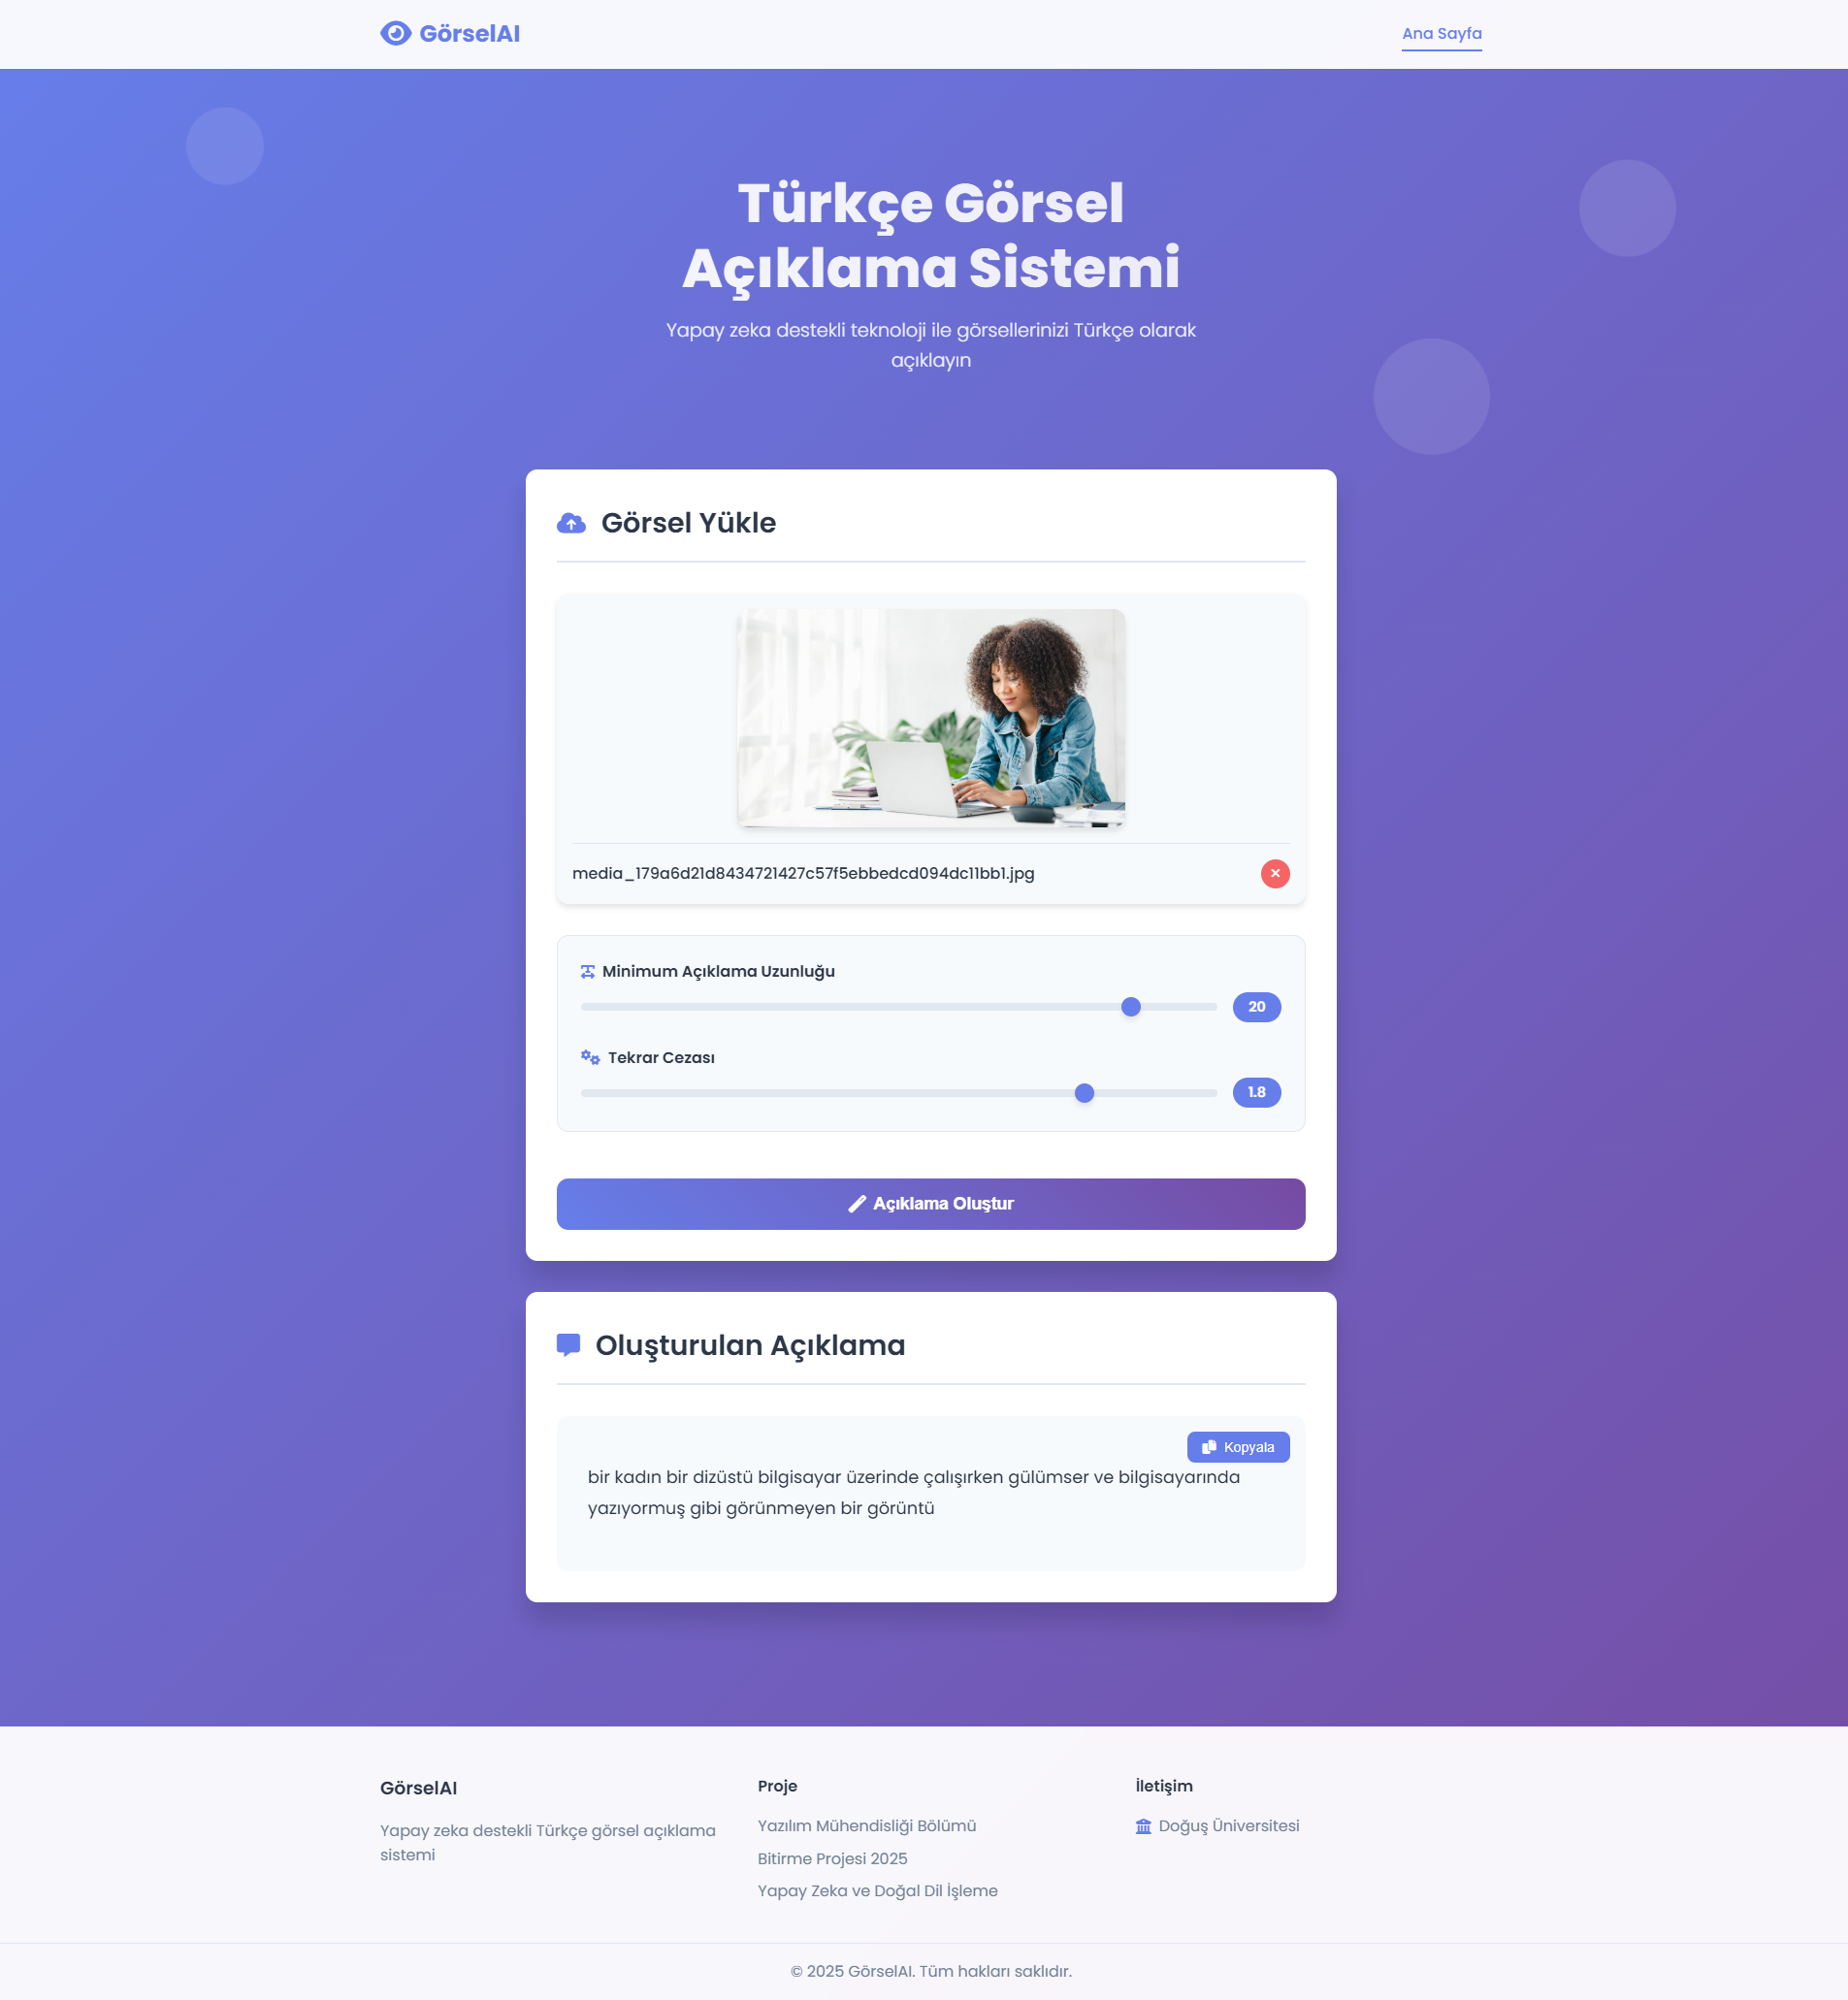 GörselAI
Ana Sayfa
Türkçe Görsel
Açıklama Sistemi
Yapay zeka destekli teknoloji ile görsellerinizi Türkçe olarak
açıklayın
Görsel Yükle
media_179a6d21d8434721427c57f5ebbedcd094dc11bb1.jpg
Minimum Açıklama Uzunluğu
20
Tekrar Cezası
1.8
Açıklama Oluştur
Oluşturulan Açıklama
Kopyala
bir kadın bir dizüstü bilgisayar üzerinde çalışırken gülümser ve bilgisayarında
yazıyormuş gibi görünmeyen bir görüntü
GörselAI
Yapay zeka destekli Türkçe görsel açıklama
sistemi
Proje
Yazılım Mühendisliği Bölümü
Bitirme Projesi 2025
Yapay Zeka ve Doğal Dil İşleme
İletişim
Doğuş Üniversitesi
© 2025 GörselAI. Tüm hakları saklıdır.